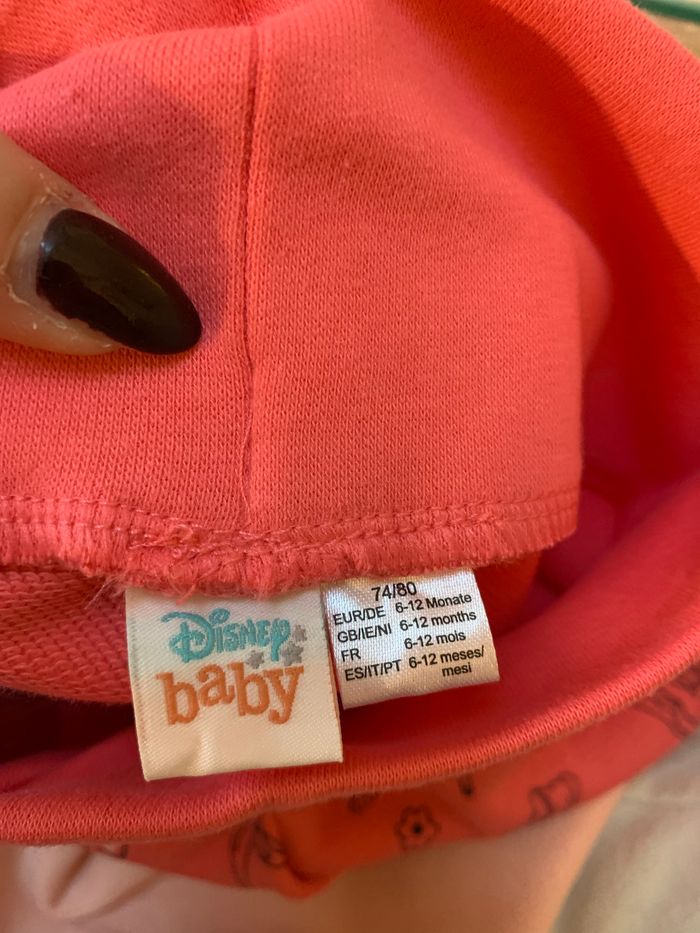 Disney
baby
74/80
EUR/DE 6-12 Monate
GB/IE/NI 6-12 months
FR 6-12 mois
ES/IT/PT 6-12 meses/
mesi